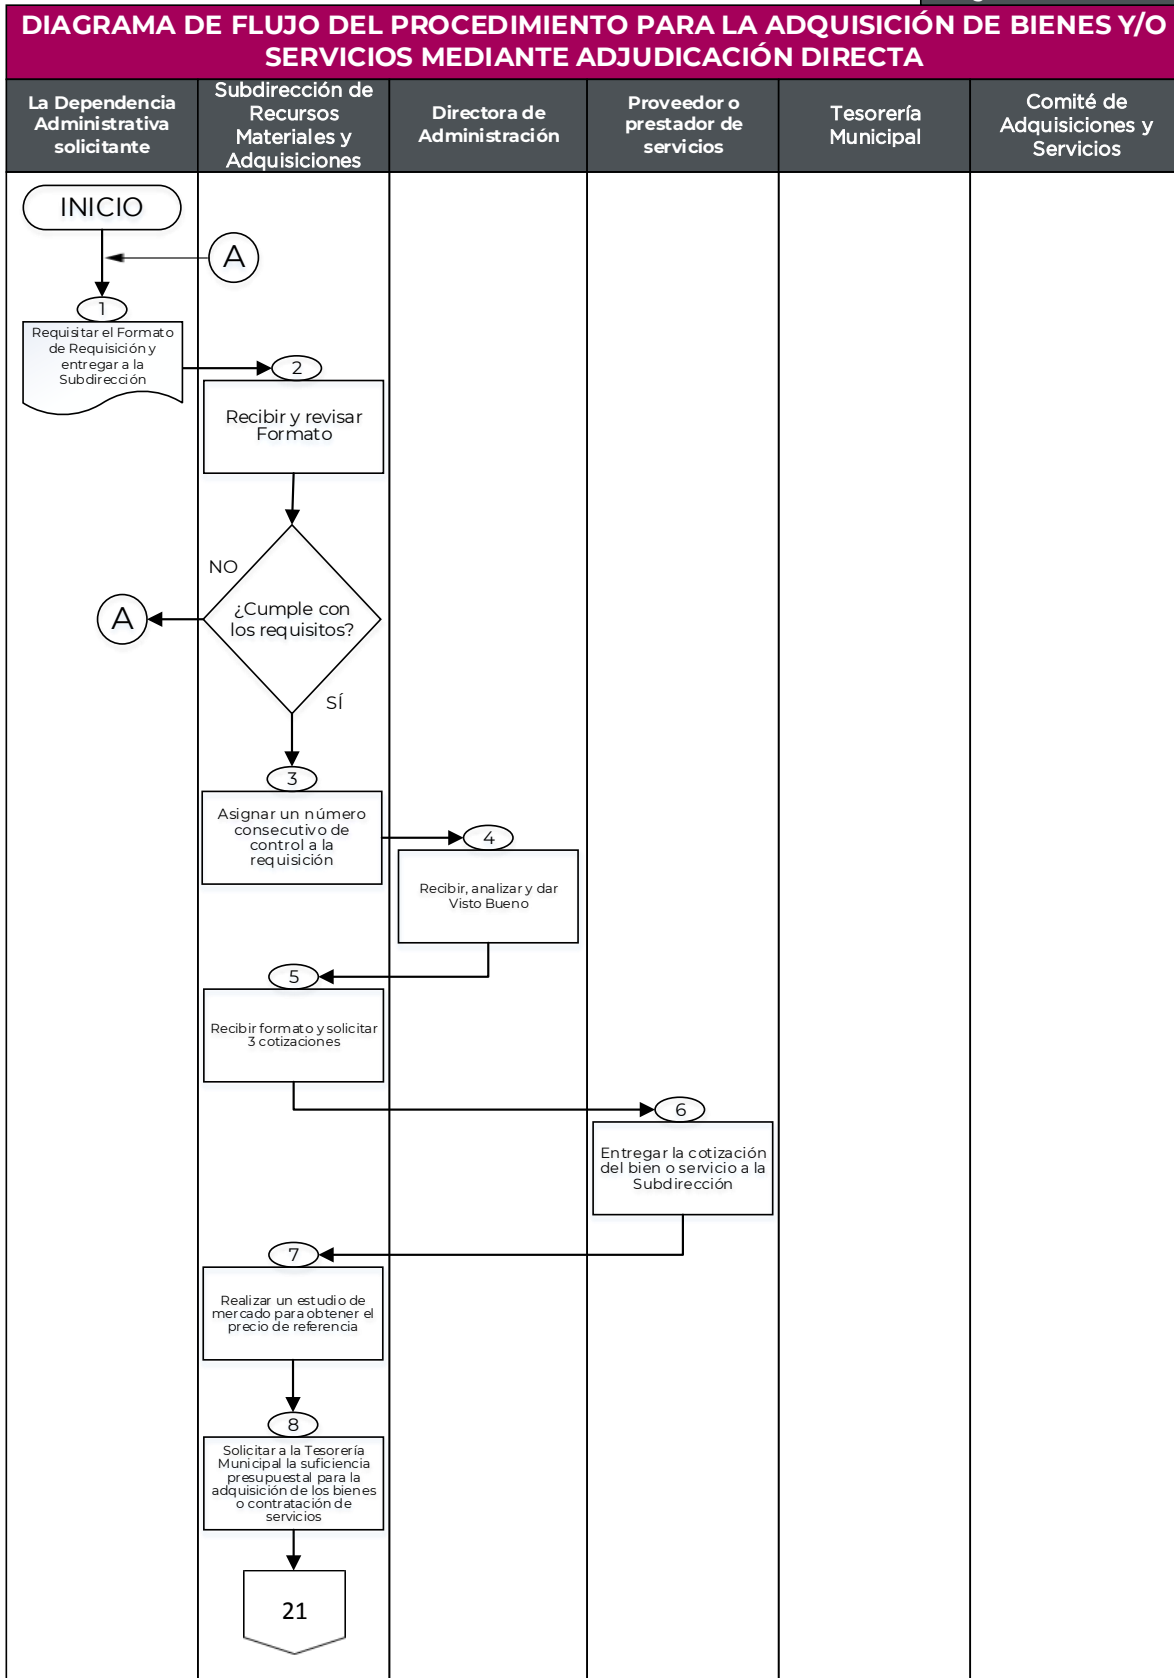 DIAGRAMA DE FLUJO DEL PROCEDIMIENTO PARA LA ADQUISICIÓN DE BIENES Y/O
SERVICIOS MEDIANTE ADJUDICACIÓN DIRECTA
La Dependencia
Administrativa
solicitante
Subdirección de
Recursos
Materiales y
Adquisiciones
Directora de
Administración
Proveedor o
prestador de
servicios
Tesorería
Municipal
Comité de
Adquisiciones y
Servicios
INICIO
A
1
Requisitar el Formato
de Requisición y
entregar a la
Subdirección
2
Recibir y revisar
Formato
NO
¿Cumple con
los requisitos?
A
SÍ
3
Asignar un número
consecutivo de
control a la
requisición
4
Recibir, analizar y dar
Visto Bueno
5
Recibir formato y solicitar
3 cotizaciones
6
Entregar la cotización
del bien o servicio a la
Subdirección
7
Realizar un estudio de
mercado para obtener el
precio de referencia
8
Solicitar a la Tesorería
Municipal la suficiencia
presupuestal para la
adquisición de los bienes
o contratación de
servicios
21